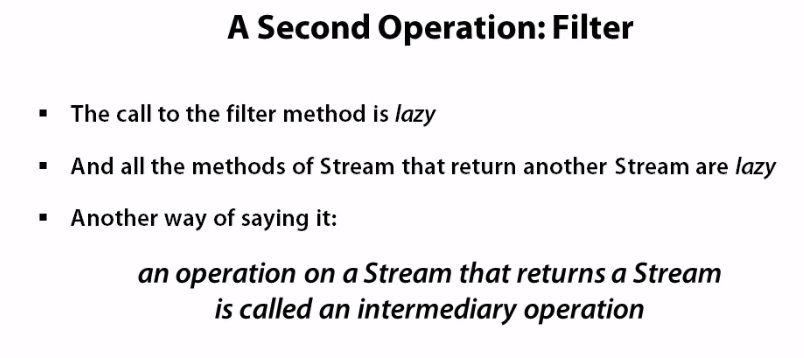 A Second Operation: Filter
▪ The call to the filter method is lazy
▪ And all the methods of Stream that return another Stream are lazy
▪ Another way of saying it:
an operation on a Stream that returns a Stream
is called an intermediary operation